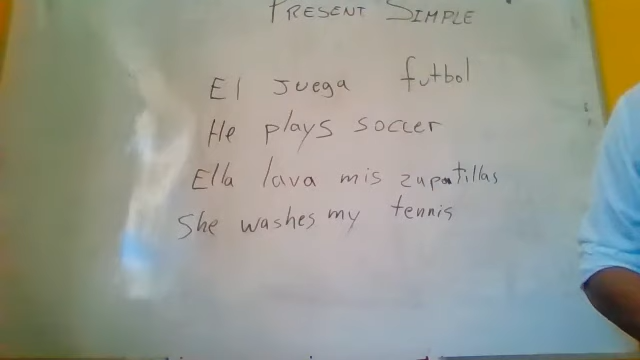 PRESENT SIMPLE
El juega futbol
He plays soccer
Ella lava mis zapatillas
She washes my tennis